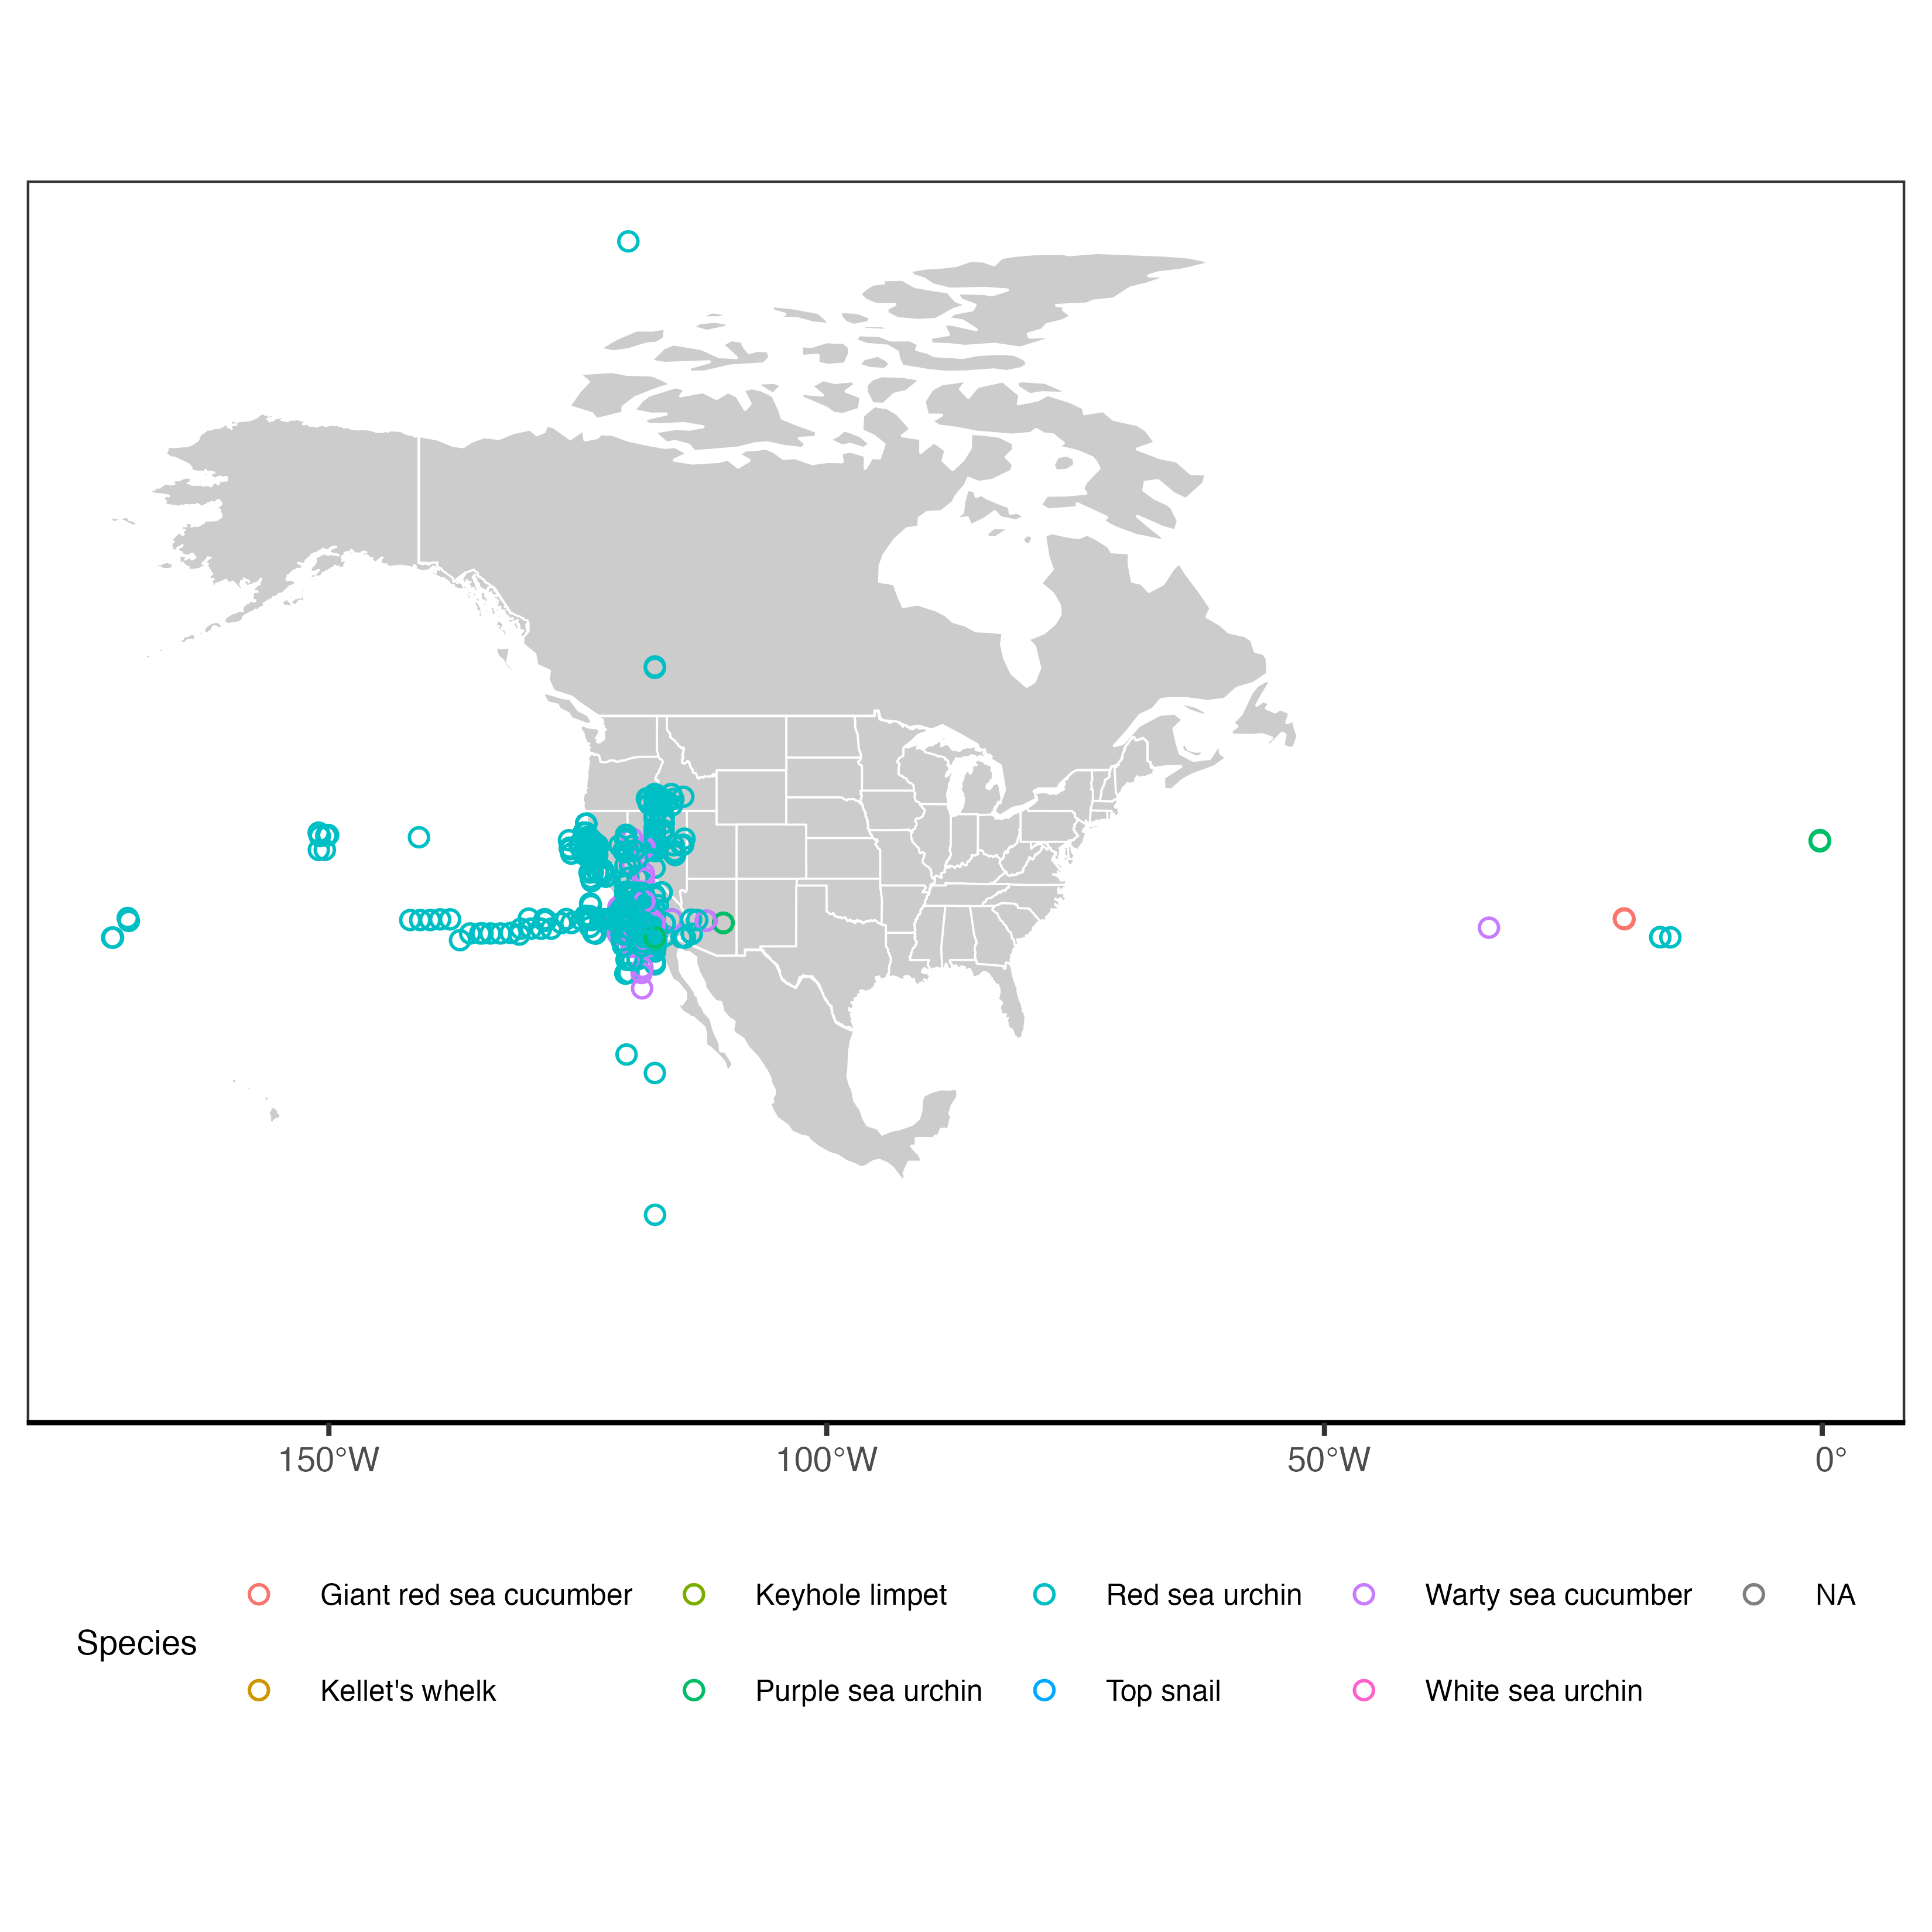 150°W 100°W 50°W 0°
Giant red sea cucumber Keyhole limpet Red sea urchin Warty sea cucumber NA
Species
Kellet's whelk Purple sea urchin Top snail White sea urchin